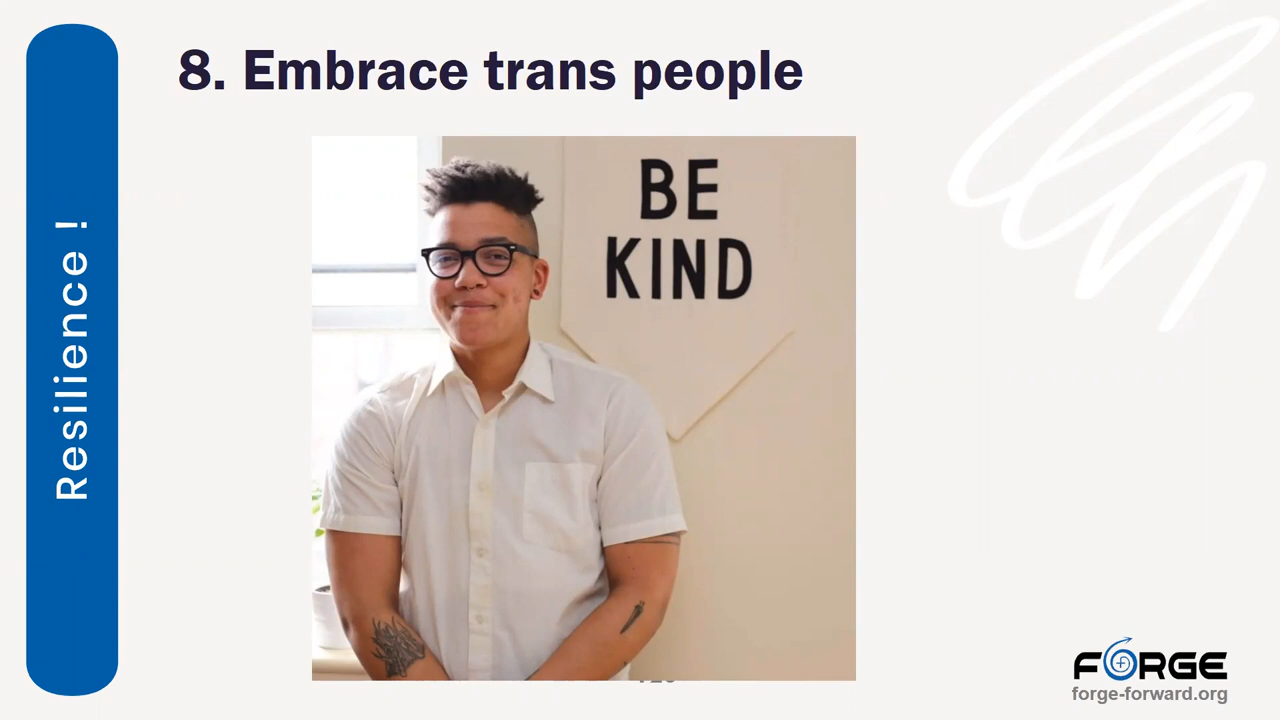 8. Embrace trans people
Resilience !
BE
KIND
FORGE
forge-forward.org